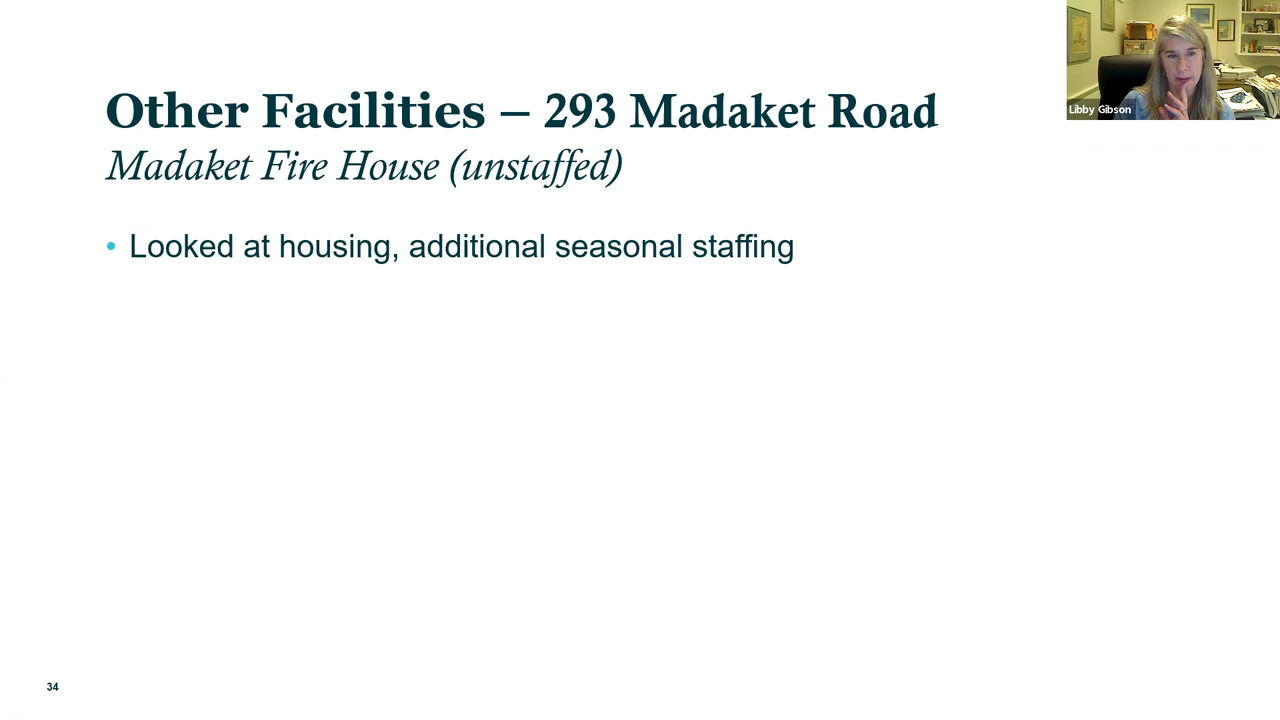 Other Facilities – 293 Madaket Road
Madaket Fire House (unstaffed)
• Looked at housing, additional seasonal staffing
Libby Gibson
34